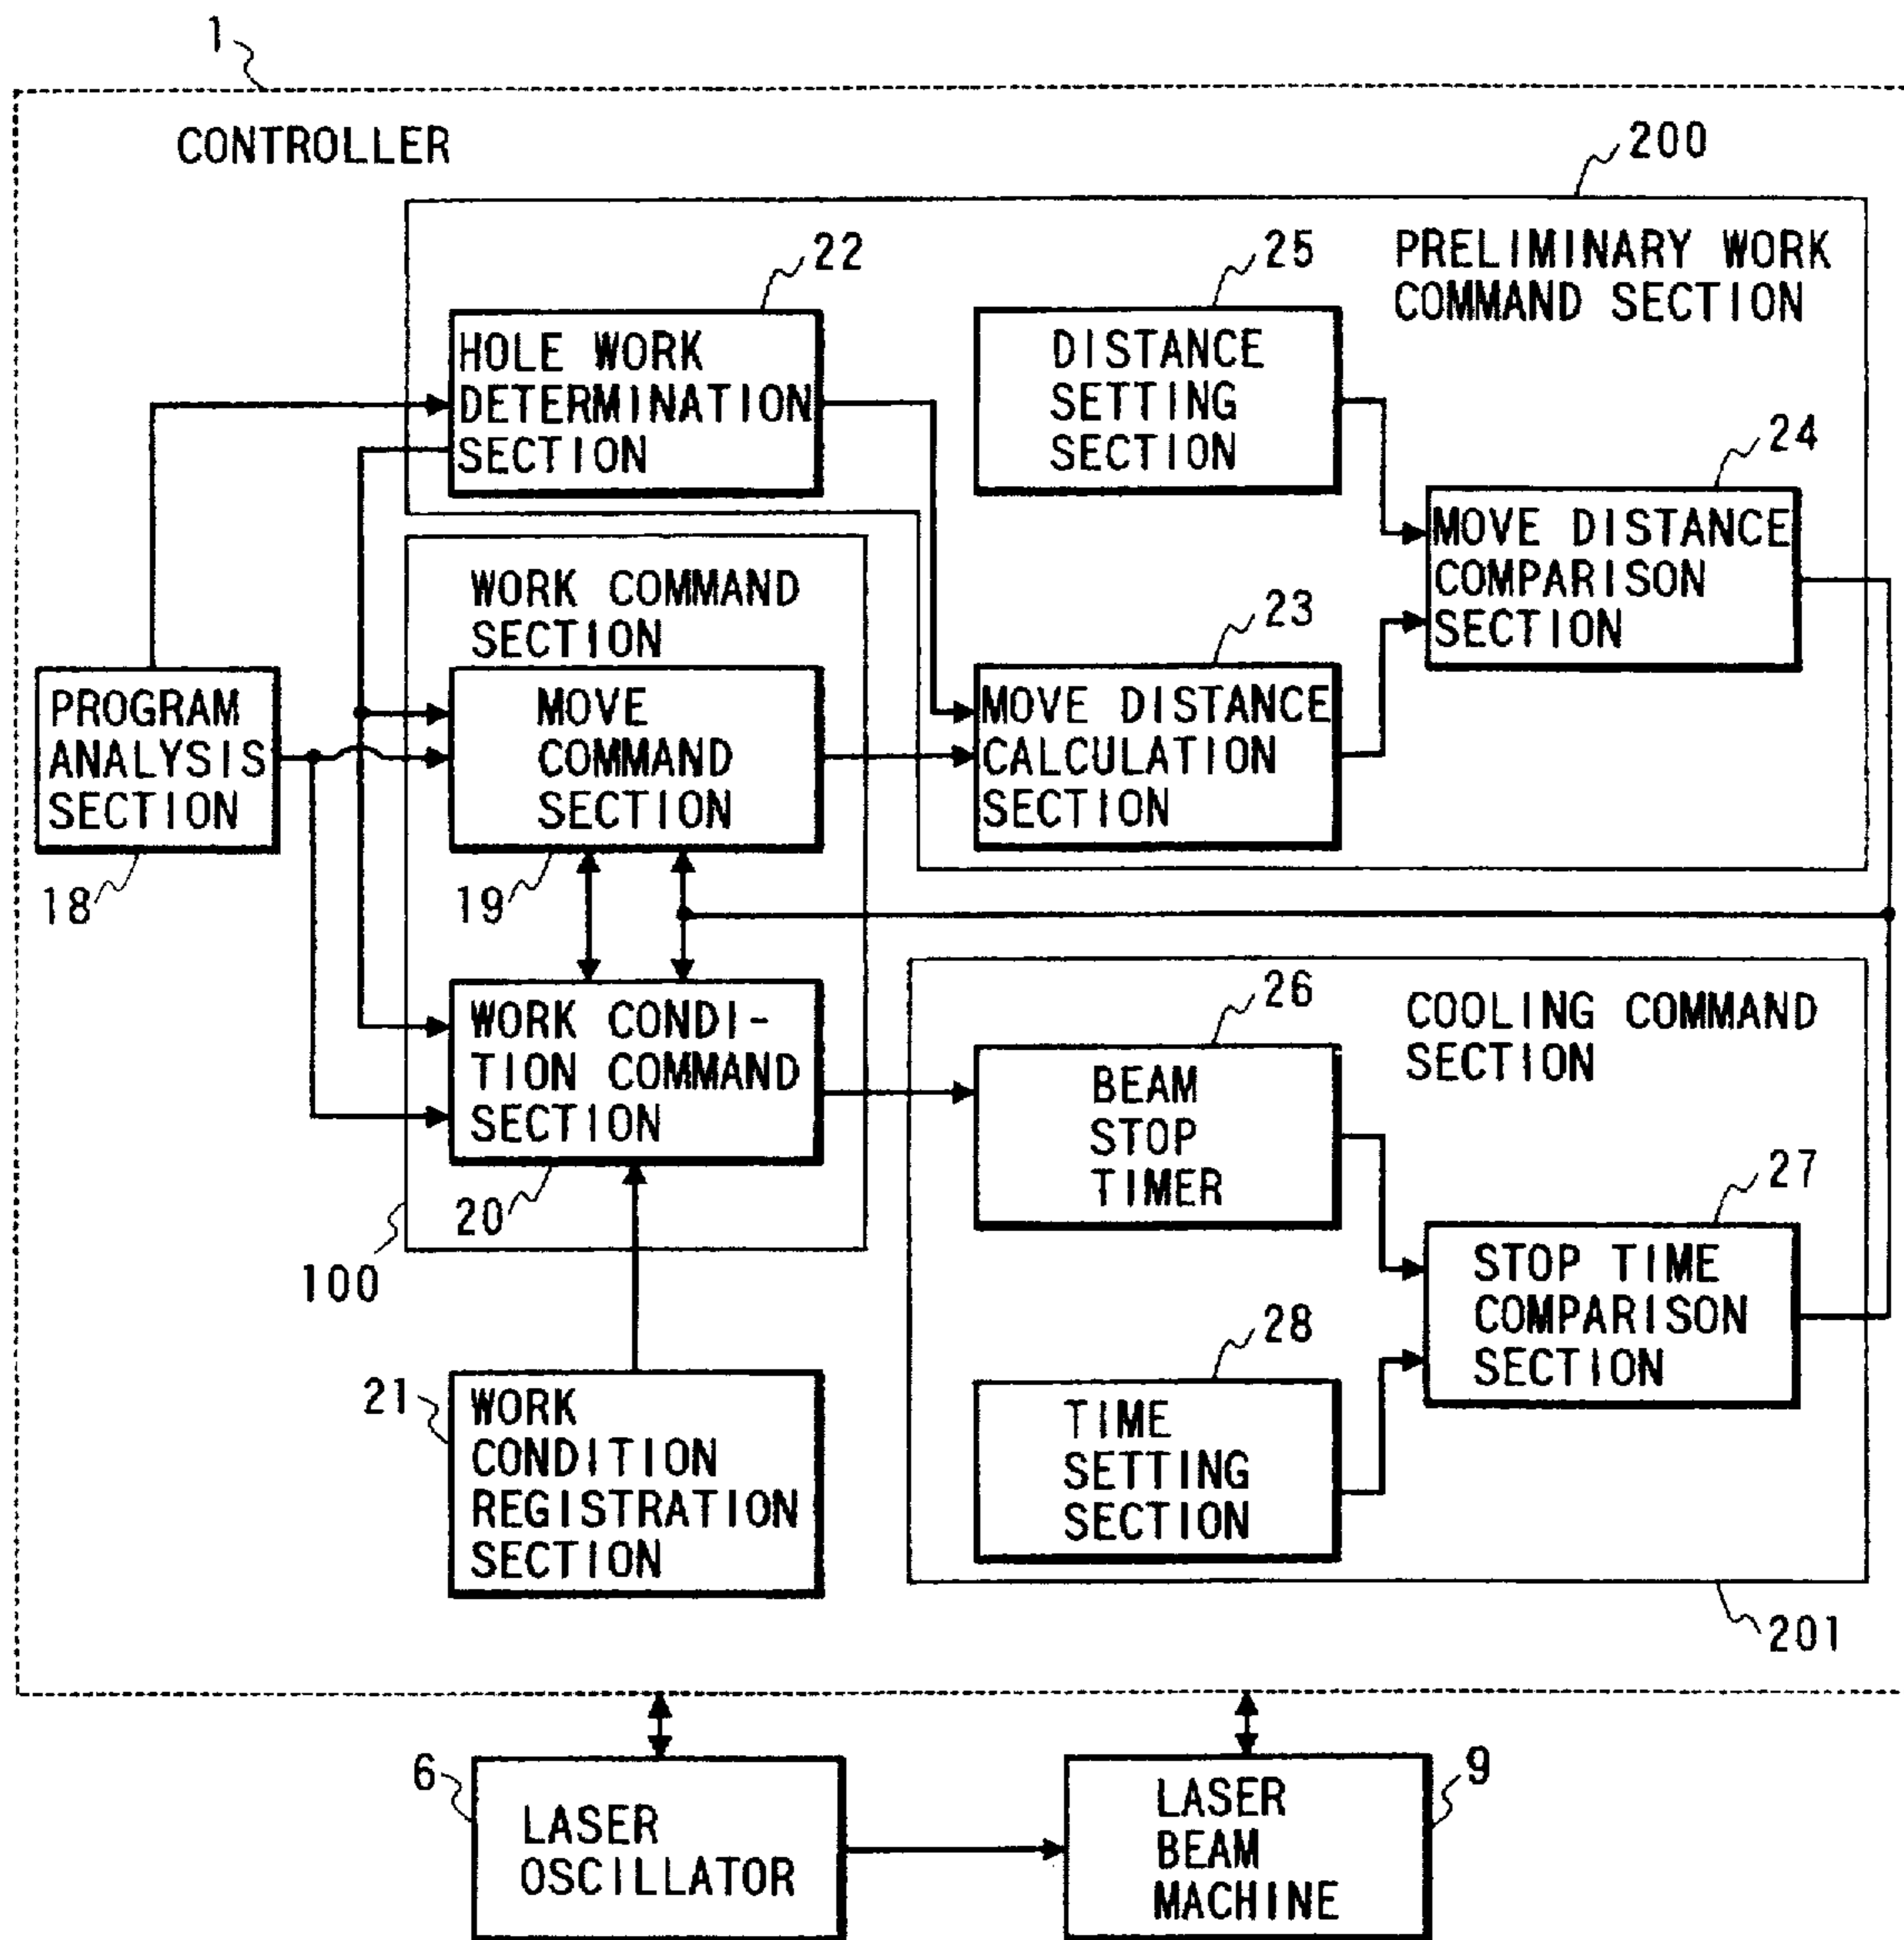 1
CONTROLLER
200
PRELIMINARY WORK
COMMAND SECTION
22
HOLE WORK
DETERMINATION
SECTION
25
DISTANCE
SETTING
SECTION
24
MOVE DISTANCE
COMPARISON
SECTION
WORK COMMAND
SECTION
23
MOVE DISTANCE
CALCULATION
SECTION
PROGRAM
ANALYSIS
SECTION
18
MOVE
COMMAND
SECTION
19
WORK CONDI-
TION COMMAND
SECTION
20
100
26
BEAM
STOP
TIMER
COOLING COMMAND
SECTION
27
STOP TIME
COMPARISON
SECTION
28
TIME
SETTING
SECTION
21
WORK
CONDITION
REGISTRATION
SECTION
201
6
LASER
OSCILLATOR
9
LASER
BEAM
MACHINE